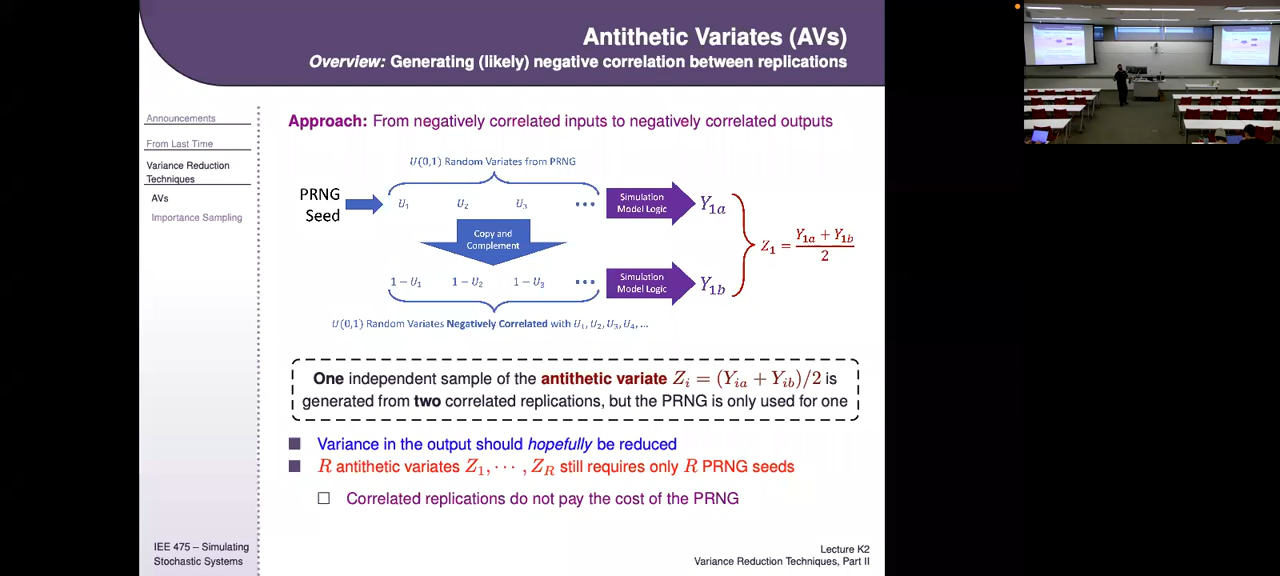 Antithetic Variates (AVs)
Overview: Generating (likely) negative correlation between replications
Announcements
From Last Time
Variance Reduction
Techniques
AVs
Importance Sampling
Approach: From negatively correlated inputs to negatively correlated outputs
U(0,1) Random Variates from PRNG
PRNG
Seed
U₁ U₂ U₃ •••
Simulation
Model Logic
Y₁ₐ
Copy and
Complement
Z₁ = (Y₁ₐ + Y₁b)/2
1 − U₁ 1 − U₂ 1 − U₃ •••
Simulation
Model Logic
Y₁b
U(0,1) Random Variates Negatively Correlated with U₁, U₂, U₃, U₄, ...
One independent sample of the antithetic variate Zᵢ = (Yᵢₐ + Yᵢb)/2 is
generated from two correlated replications, but the PRNG is only used for one
Variance in the output should hopefully be reduced
R antithetic variates Z₁, ⋯ , Z_R still requires only R PRNG seeds
Correlated replications do not pay the cost of the PRNG
IEE 475 – Simulating
Stochastic Systems
Lecture K2
Variance Reduction Techniques, Part II